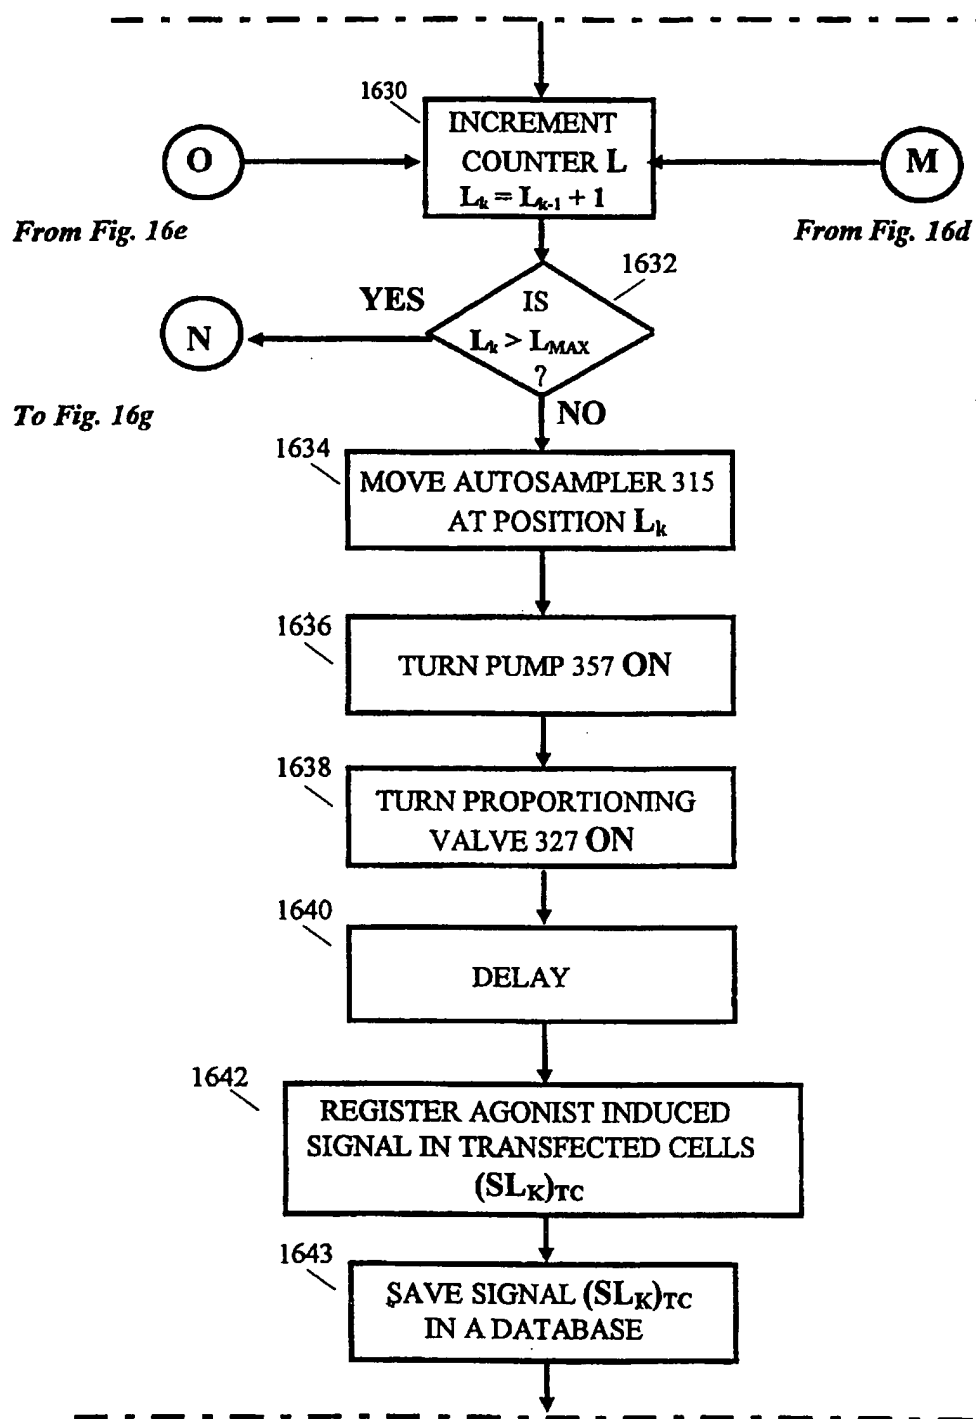 1630
INCREMENT
COUNTER L
Lk = Lk-1 + 1
O
M
From Fig. 16e
From Fig. 16d
1632
YES
IS
Lk > LMAX
?
N
NO
To Fig. 16g
1634
MOVE AUTOSAMPLER 315
AT POSITION Lk
1636
TURN PUMP 357 ON
1638
TURN PROPORTIONING
VALVE 327 ON
1640
DELAY
1642
REGISTER AGONIST INDUCED
SIGNAL IN TRANSFECTED CELLS
(SLK)TC
1643
SAVE SIGNAL (SLK)TC
IN A DATABASE